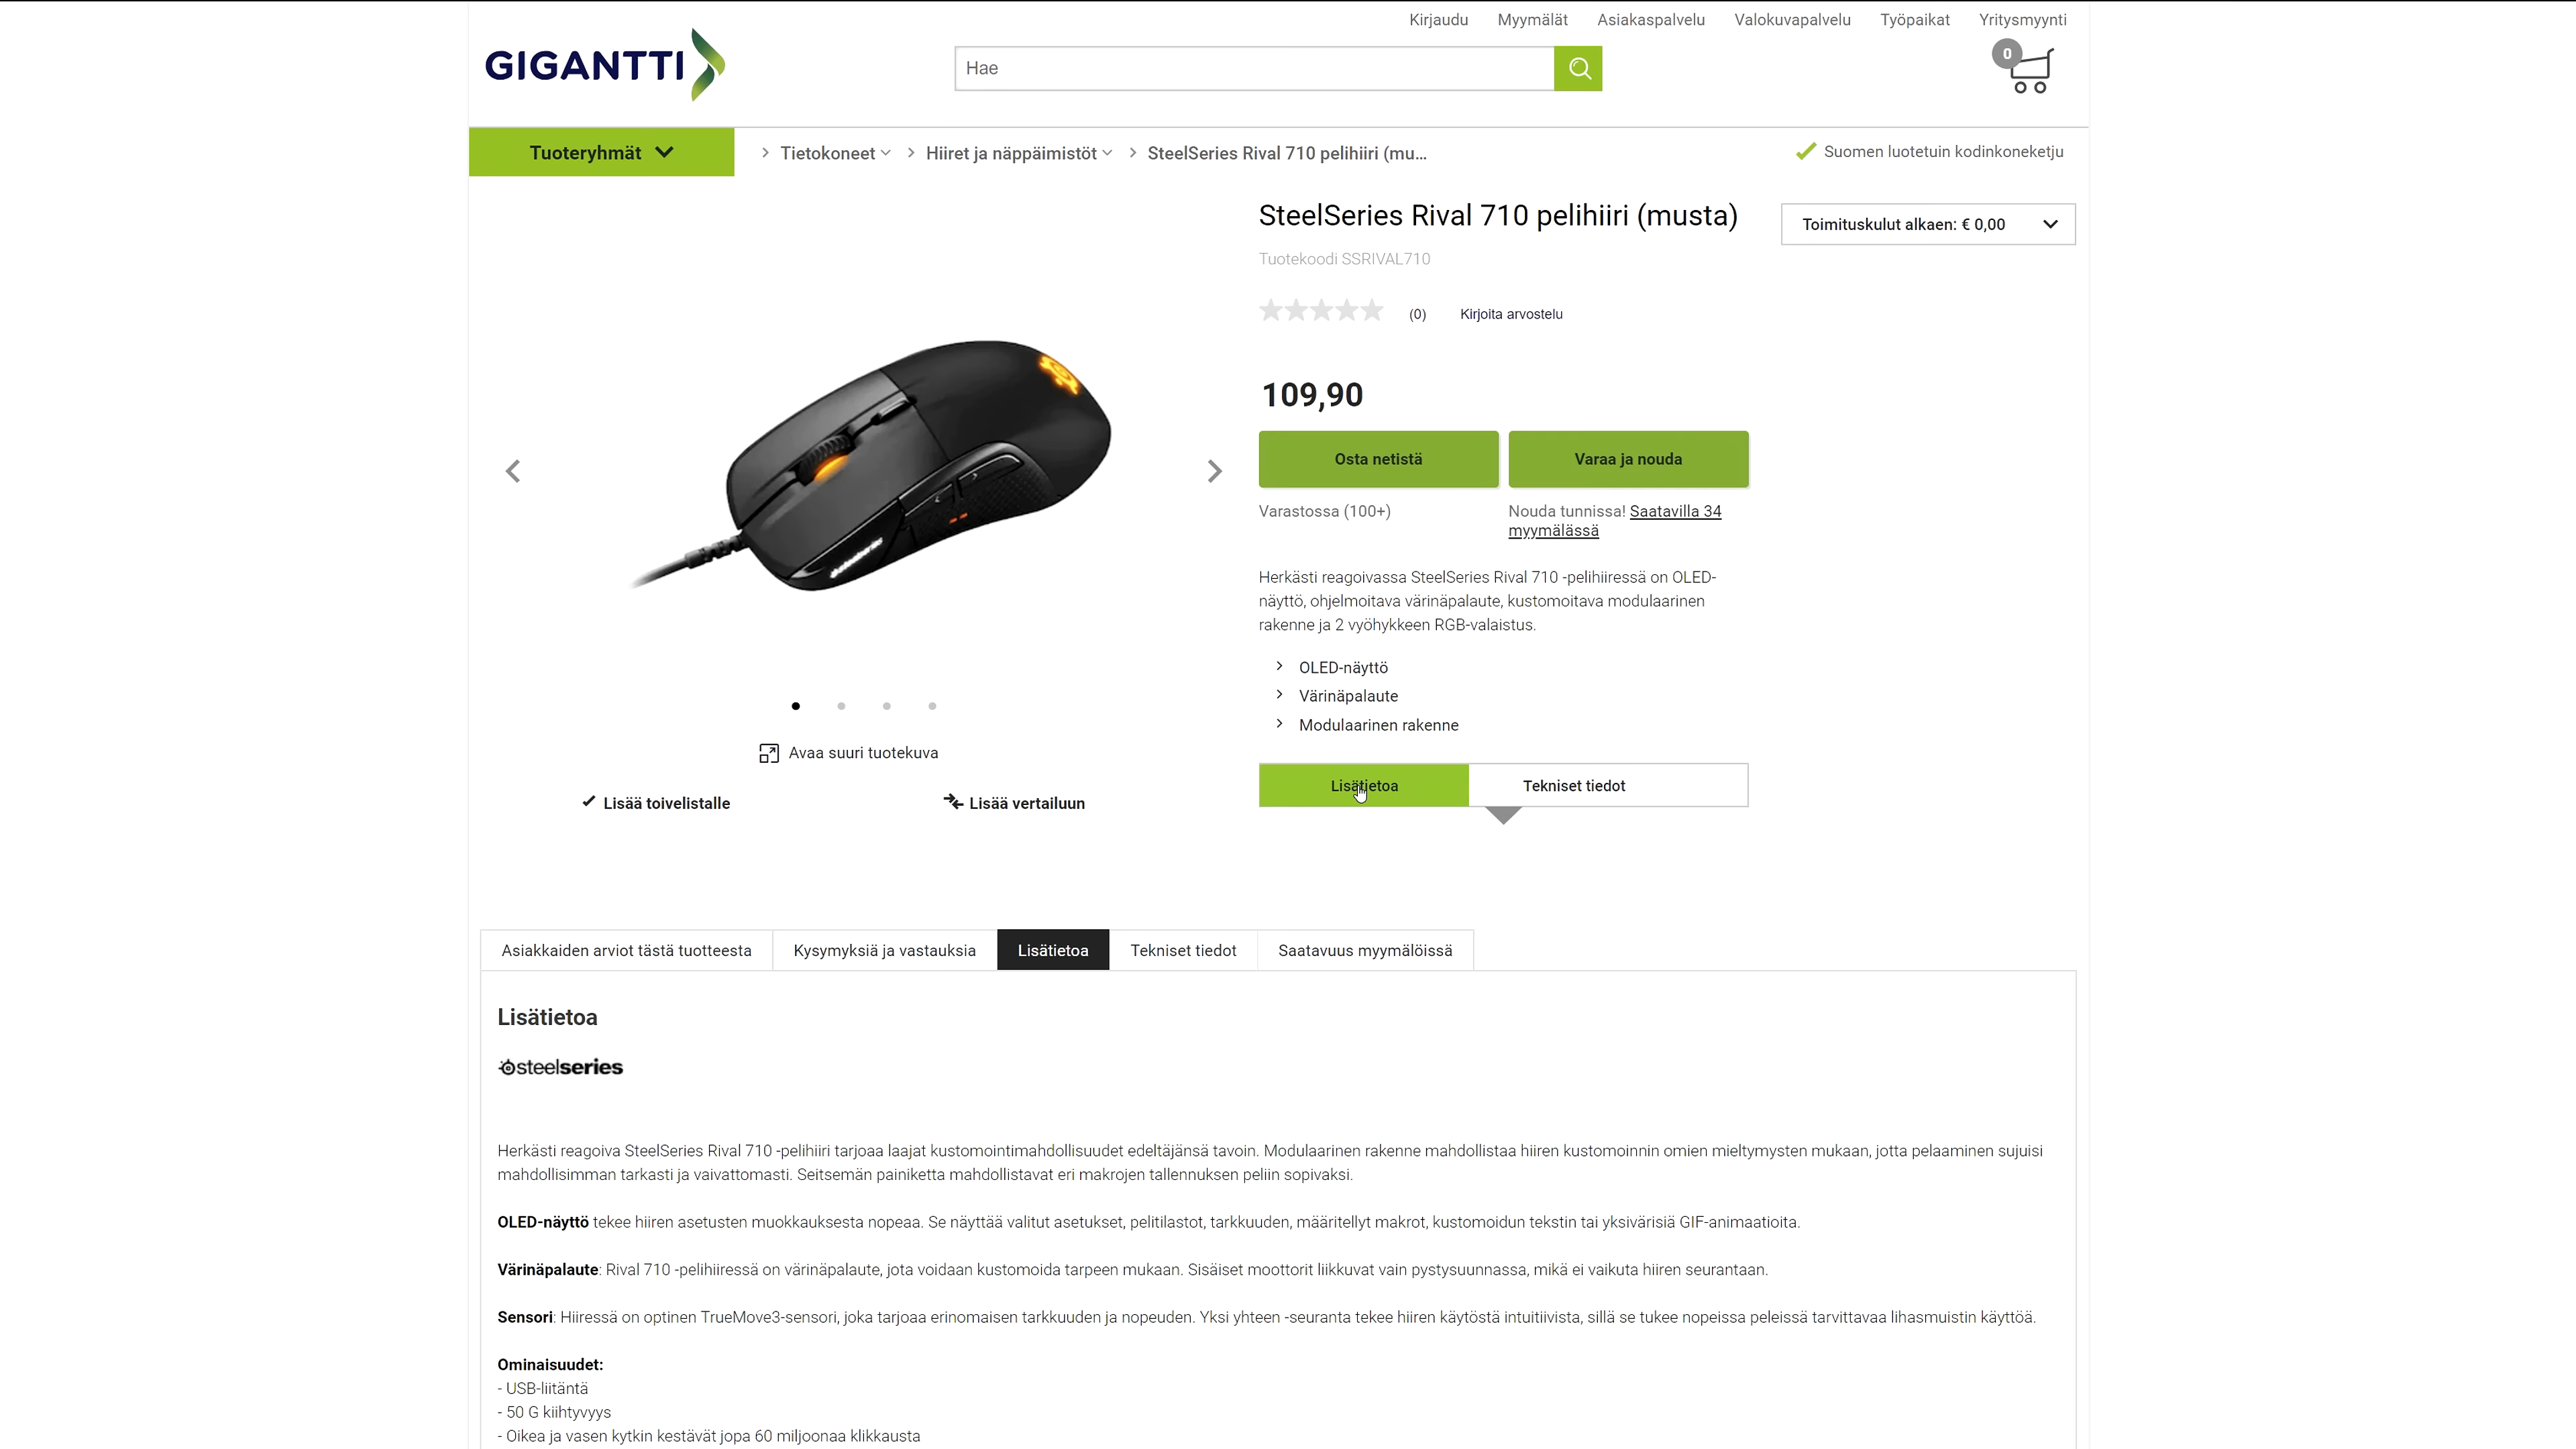 Kirjaudu Myymälät Asiakaspalvelu Valokuvapalvelu Työpaikat Yritysmyynti
GIGANTTI
Hae
0
Tuoteryhmät
Tietokoneet
Hiiret ja näppäimistöt
SteelSeries Rival 710 pelihiiri (mu...
Suomen luotetuin kodinkoneketju
SteelSeries Rival 710 pelihiiri (musta)
Toimituskulut alkaen: € 0,00
Tuotekoodi SSRIVAL710
(0) Kirjoita arvostelu
109,90
Osta netistä
Varaa ja nouda
Varastossa (100+)
Nouda tunnissa! Saatavilla 34
myymälässä
steelseries
Herkästi reagoivassa SteelSeries Rival 710 -pelihiiressä on OLED-
näyttö, ohjelmoitava värinäpalaute, kustomoitava modulaarinen
rakenne ja 2 vyöhykkeen RGB-valaistus.
OLED-näyttö
Värinäpalaute
Modulaarinen rakenne
Avaa suuri tuotekuva
Lisää toivelistalle
Lisää vertailuun
Lisätietoa
Tekniset tiedot
Asiakkaiden arviot tästä tuotteesta
Kysymyksiä ja vastauksia
Lisätietoa
Tekniset tiedot
Saatavuus myymälöissä
Lisätietoa
steelseries
Herkästi reagoiva SteelSeries Rival 710 -pelihiiri tarjoaa laajat kustomointimahdollisuudet edeltäjänsä tavoin. Modulaarinen rakenne mahdollistaa hiiren kustomoinnin omien mieltymysten mukaan, jotta pelaaminen sujuisi
mahdollisimman tarkasti ja vaivattomasti. Seitsemän painiketta mahdollistavat eri makrojen tallennuksen peliin sopivaksi.
OLED-näyttö tekee hiiren asetusten muokkauksesta nopeaa. Se näyttää valitut asetukset, pelitilastot, tarkkuuden, määritellyt makrot, kustomoidun tekstin tai yksivärisiä GIF-animaatioita.
Värinäpalaute: Rival 710 -pelihiiressä on värinäpalaute, jota voidaan kustomoida tarpeen mukaan. Sisäiset moottorit liikkuvat vain pystysuunnassa, mikä ei vaikuta hiiren seurantaan.
Sensori: Hiiressä on optinen TrueMove3-sensori, joka tarjoaa erinomaisen tarkkuuden ja nopeuden. Yksi yhteen -seuranta tekee hiiren käytöstä intuitiivista, sillä se tukee nopeissa peleissä tarvittavaa lihasmuistin käyttöä.
Ominaisuudet:
- USB-liitäntä
- 50 G kiihtyvyys
- Oikea ja vasen kytkin kestävät jopa 60 miljoonaa klikkausta